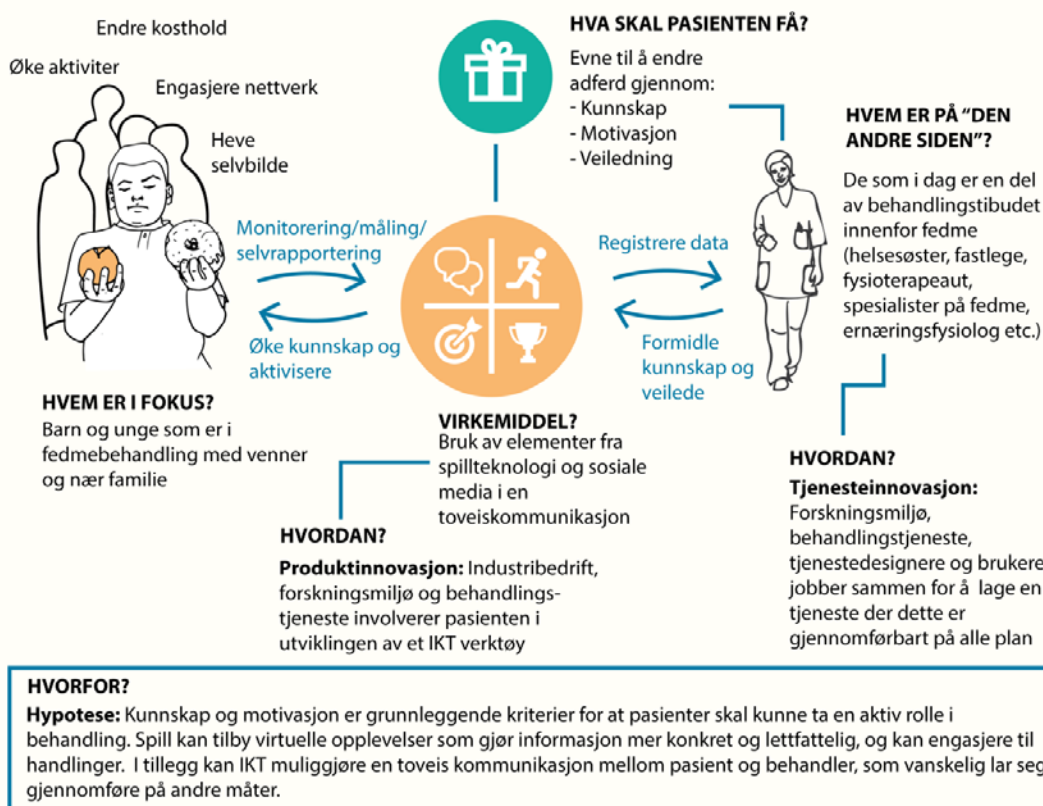 Endre kosthold
Øke aktiviter
Engasjere nettverk
Heve
selvbilde
HVA SKAL PASIENTEN FÅ?
Evne til å endre
adferd gjennom:
- Kunnskap
- Motivasjon
- Veiledning
HVEM ER PÅ “DEN
ANDRE SIDEN”?
De som i dag er en del
av behandlingstibudet
innenfor fedme
(helsesøster, fastlege,
fysioterapeaut,
spesialister på fedme,
ernæringsfysiolog etc.)
Monitorering/måling/
selvrapportering
Øke kunnskap og
aktivisere
Registrere data
Formidle
kunnskap og
veilede
HVEM ER I FOKUS?
Barn og unge som er i
fedmebehandling med venner
og nær familie
VIRKEMIDDEL?
Bruk av elementer fra
spillteknologi og sosiale
media i en
toveiskommunikasjon
HVORDAN?
Produktinnovasjon: Industribedrift,
forskningsmiljø og behandlings-
tjeneste involverer pasienten i
utviklingen av et IKT verktøy
HVORDAN?
Tjenesteinnovasjon:
Forskningsmiljø,
behandlingstjeneste,
tjenestedesignere og brukere
jobber sammen for å lage en
tjeneste der dette er
gjennomførbart på alle plan
HVORFOR?
Hypotese: Kunnskap og motivasjon er grunnleggende kriterier for at pasienter skal kunne ta en aktiv rolle i
behandling. Spill kan tilby virtuelle opplevelser som gjør informasjon mer konkret og lettfattelig, og kan engasjere til
handlinger. I tillegg kan IKT muliggjøre en toveis kommunikasjon mellom pasient og behandler, som vanskelig lar seg
gjennomføre på andre måter.